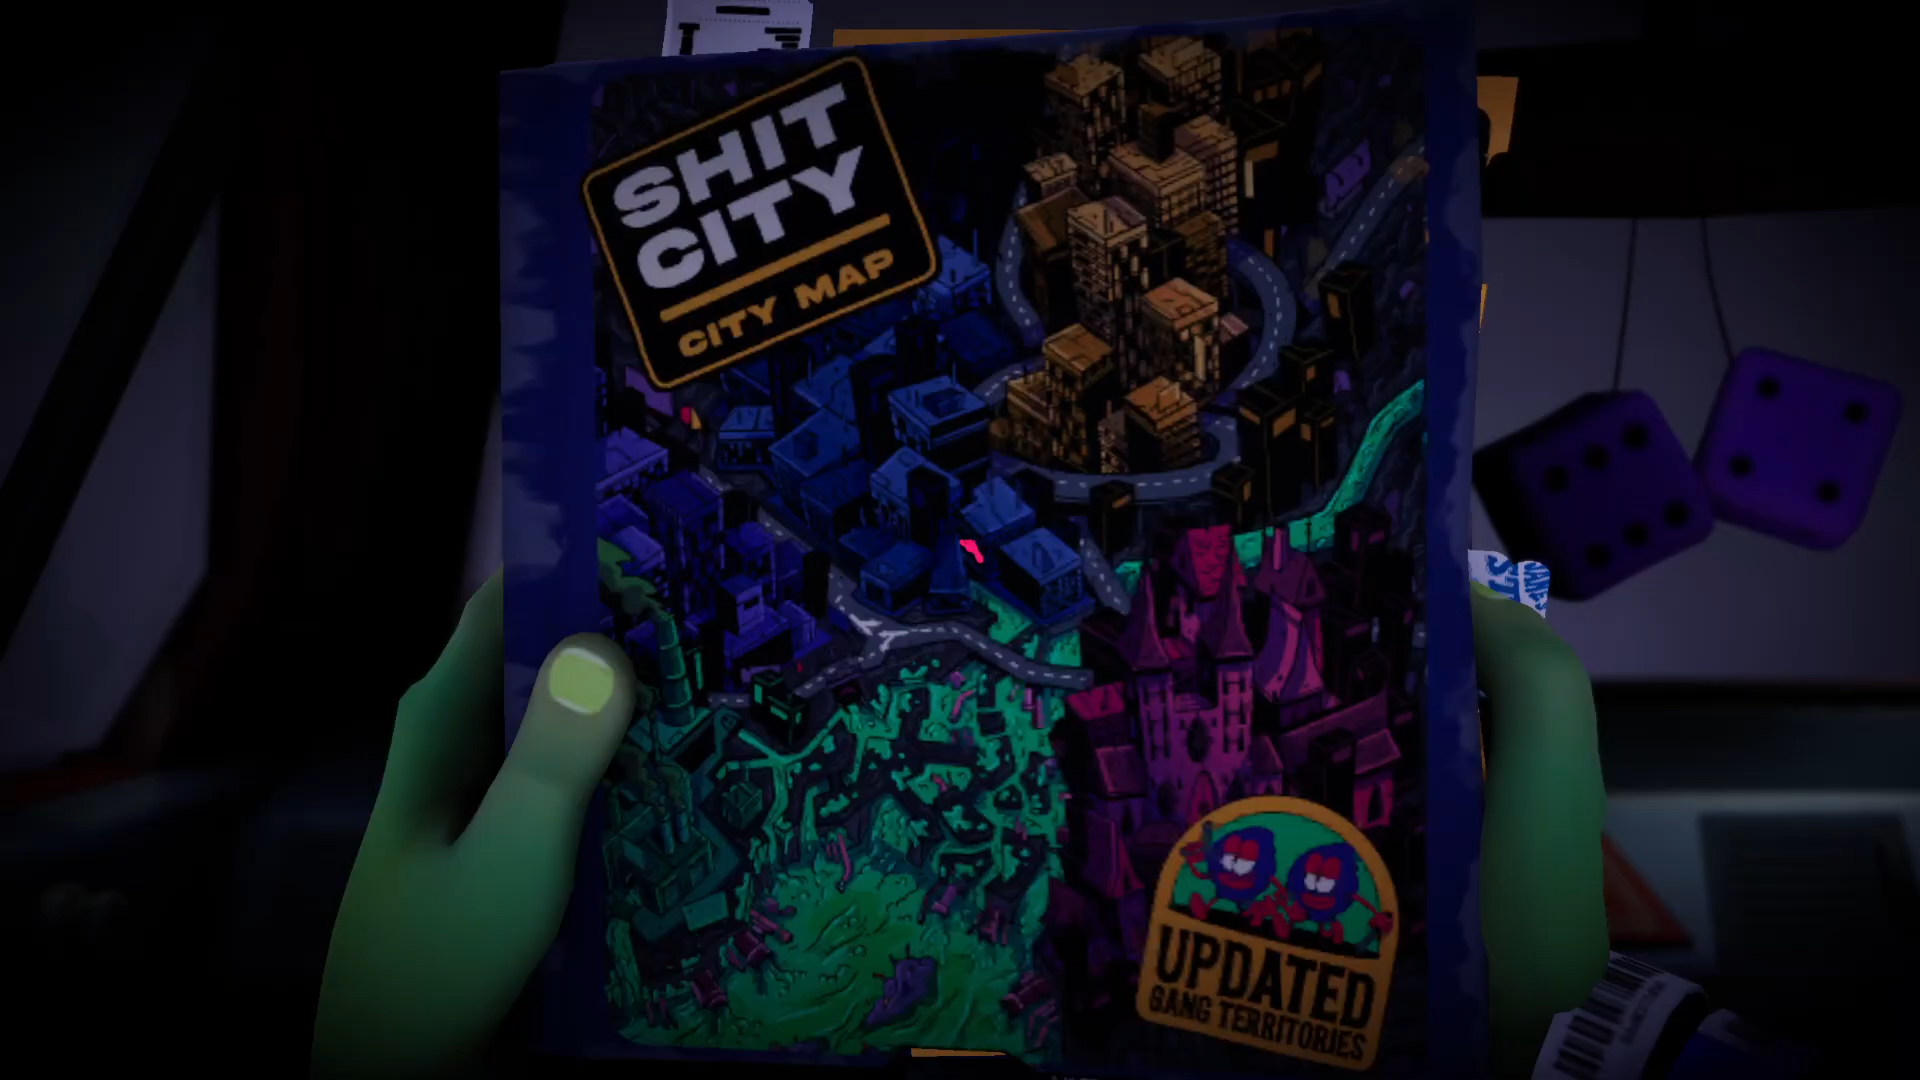 SHIT
CITY
CITY MAP
UPDATED
GANG TERRITORIES